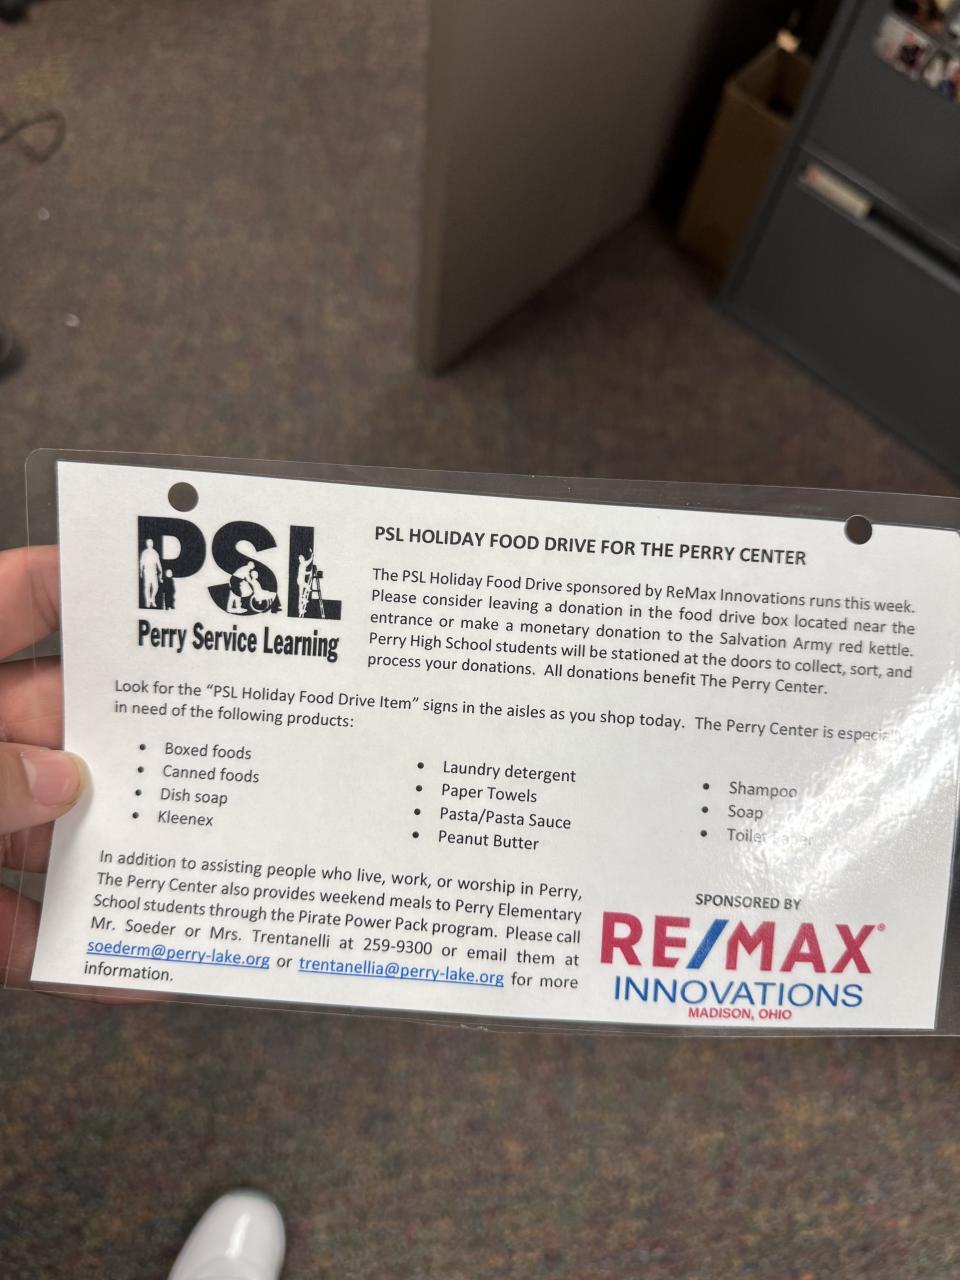 PSL
Perry Service Learning
PSL HOLIDAY FOOD DRIVE FOR THE PERRY CENTER
The PSL Holiday Food Drive sponsored by ReMax Innovations runs this week.
Please consider leaving a donation in the food drive box located near the
entrance or make a monetary donation to the Salvation Army red kettle.
Perry High School students will be stationed at the doors to collect, sort, and
process your donations. All donations benefit The Perry Center.
Look for the “PSL Holiday Food Drive Item” signs in the aisles as you shop today. The Perry Center is especially
in need of the following products:
• Boxed foods
• Canned foods
• Dish soap
• Kleenex
• Laundry detergent
• Paper Towels
• Pasta/Pasta Sauce
• Peanut Butter
• Shampoo
• Soap
• Toilet Paper
In addition to assisting people who live, work, or worship in Perry,
The Perry Center also provides weekend meals to Perry Elementary
School students through the Pirate Power Pack program. Please call
Mr. Soeder or Mrs. Trentanelli at 259-9300 or email them at
soederm@perry-lake.org or trentanellia@perry-lake.org for more
information.
SPONSORED BY
RE/MAX®
INNOVATIONS
MADISON, OHIO